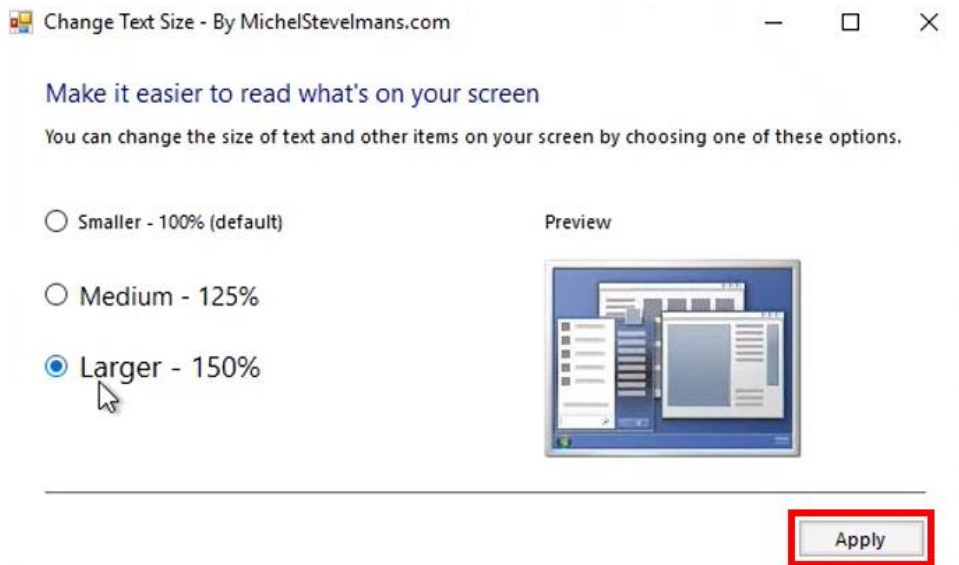 Change Text Size - By MichelStevelmans.com
Make it easier to read what's on your screen
You can change the size of text and other items on your screen by choosing one of these options.
Smaller - 100% (default)
Preview
Medium - 125%
Larger - 150%
Apply